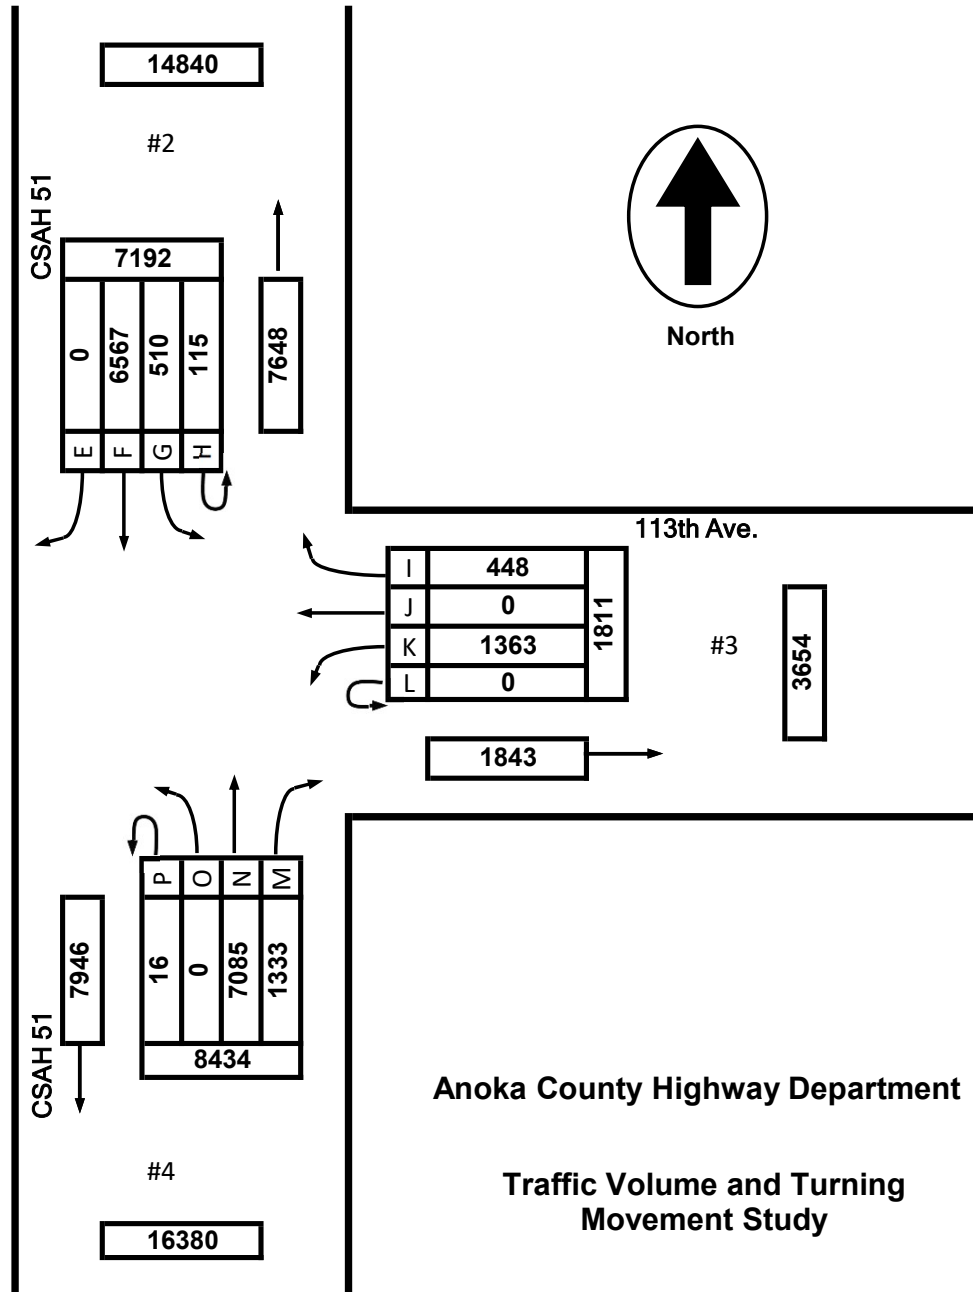 14840
#2
CSAH 51
7192
0
6567
510
115
E
F
G
H
7648
North
113th Ave.
I 448
J 0
K 1363
L 0
1811
#3
3654
1843
P
O
N
M
16
0
7085
1333
8434
7946
CSAH 51
#4
16380
Anoka County Highway Department
Traffic Volume and Turning
Movement Study